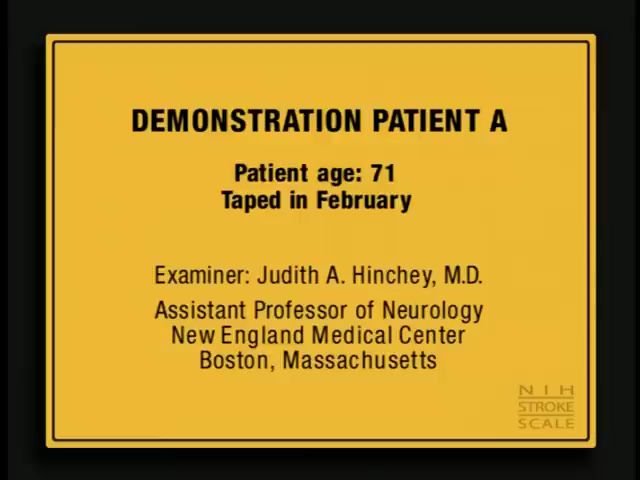 DEMONSTRATION PATIENT A
Patient age: 71
Taped in February
Examiner: Judith A. Hinchey, M.D.
Assistant Professor of Neurology
New England Medical Center
Boston, Massachusetts
NIH
STROKE
SCALE